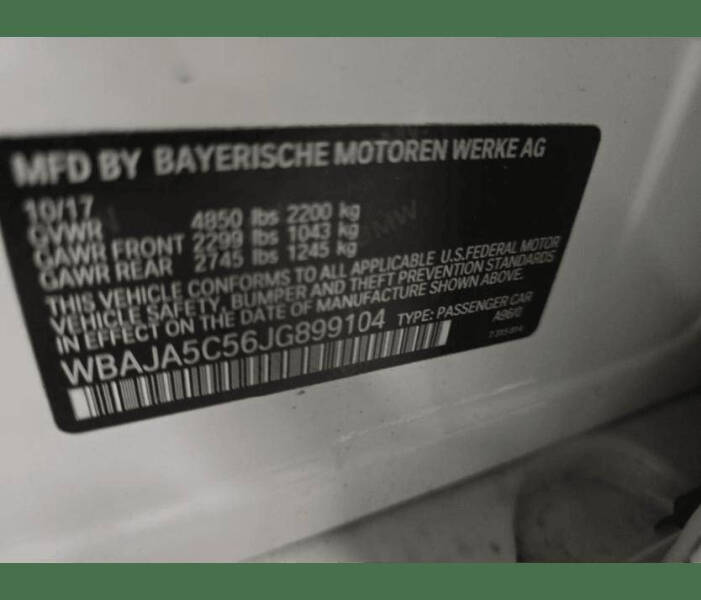 MFD BY BAYERISCHE MOTOREN WERKE AG
10/17
GVWR 4850 lbs 2200 kg
GAWR FRONT 2299 lbs 1043 kg
GAWR REAR 2745 lbs 1245 kg
THIS VEHICLE CONFORMS TO ALL APPLICABLE U.S.FEDERAL MOTOR
VEHICLE SAFETY, BUMPER AND THEFT PREVENTION STANDARDS
IN EFFECT ON THE DATE OF MANUFACTURE SHOWN ABOVE.
WBAJA5C56JG899104 TYPE: PASSENGER CAR